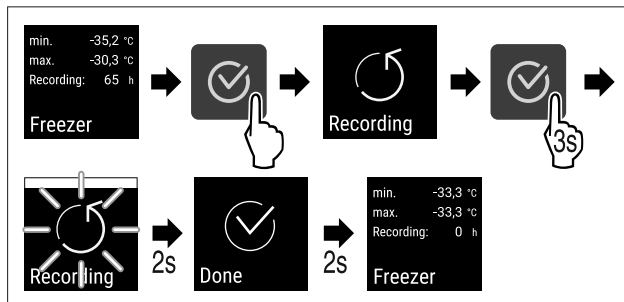 min. -35,2 °C
max. -30,3 °C
Recording: 65 h
Freezer
Recording
3s
Recording
2s
Done
2s
min. -33,3 °C
max. -33,3 °C
Recording: 0 h
Freezer